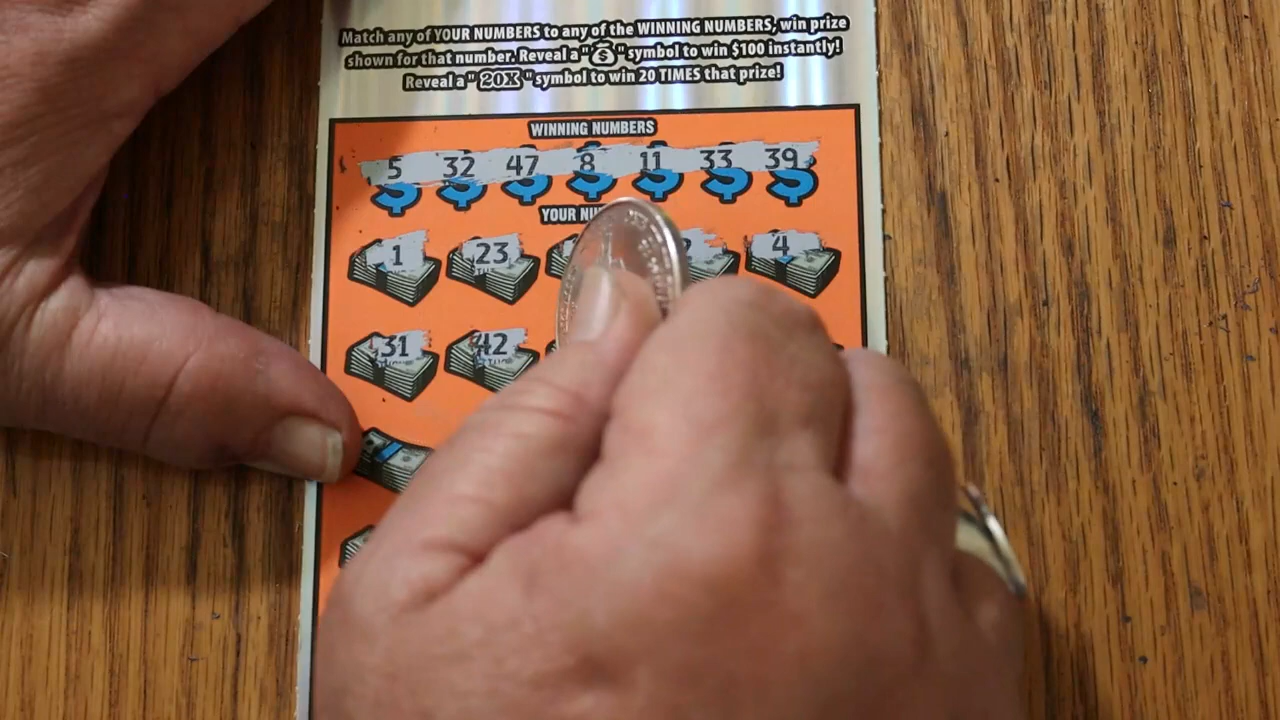 Match any of YOUR NUMBERS to any of the WINNING NUMBERS, win prize
shown for that number. Reveal a "$" symbol to win $100 instantly!
Reveal a "20X" symbol to win 20 TIMES that prize!
WINNING NUMBERS
5 32 47 8 11 33 39
YOUR
1 23 4
31 42